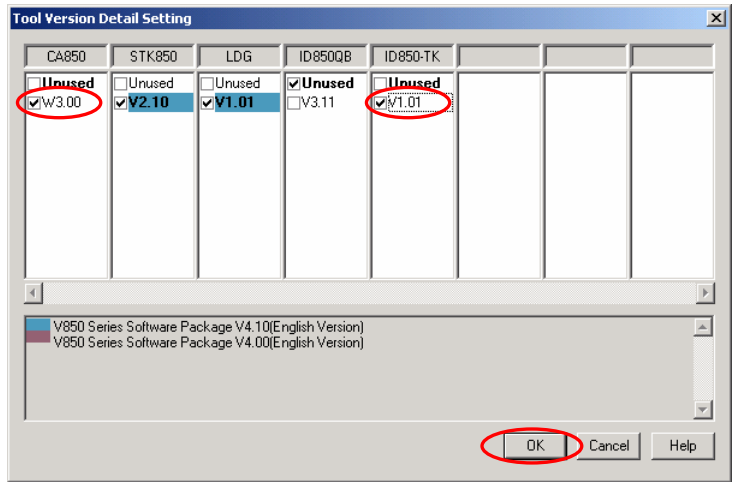 Tool Version Detail Setting
CA850 STK850 LDG ID850QB ID850-TK
Unused Unused Unused Unused Unused
W3.00 V2.10 V1.01 V3.11 V1.01
V850 Series Software Package V4.10(English Version)
V850 Series Software Package V4.00(English Version)
OK Cancel Help